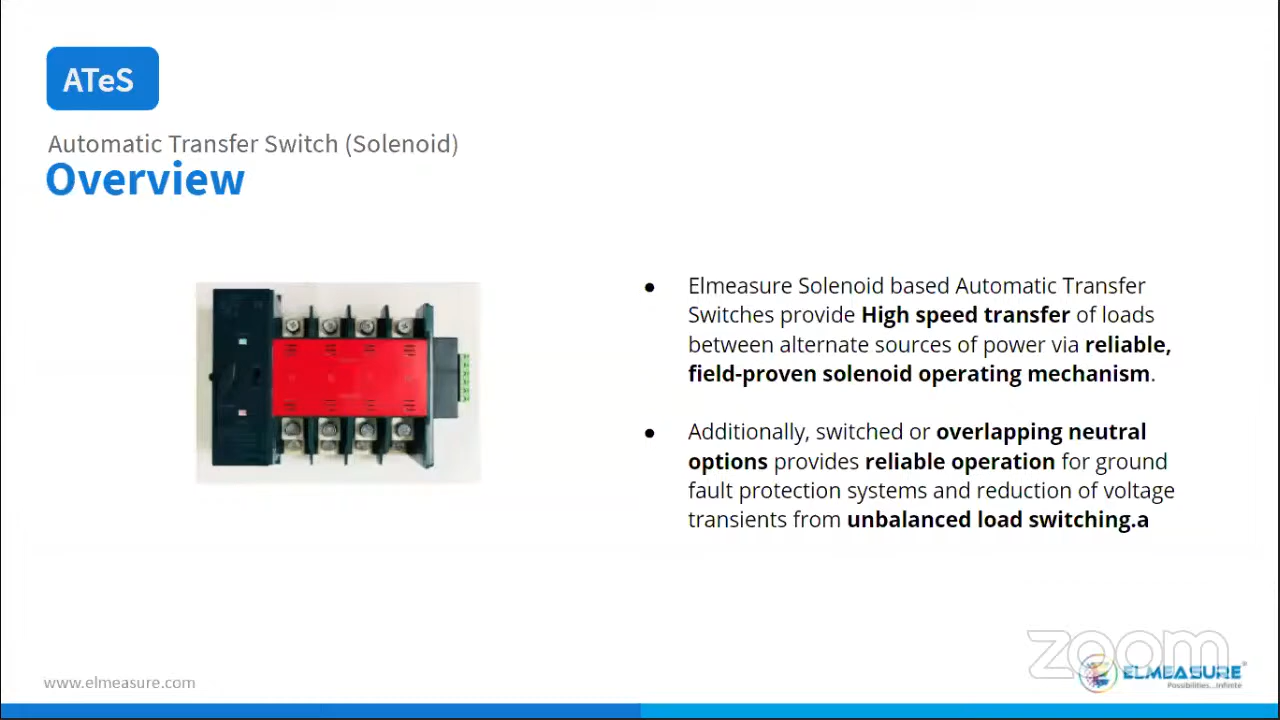 ATeS
Automatic Transfer Switch (Solenoid)
Overview
● Elmeasure Solenoid based Automatic Transfer
Switches provide High speed transfer of loads
between alternate sources of power via reliable,
field-proven solenoid operating mechanism.
● Additionally, switched or overlapping neutral
options provides reliable operation for ground
fault protection systems and reduction of voltage
transients from unbalanced load switching.a
zoom
ELMEASURE
Possibilities...Infinite
www.elmeasure.com